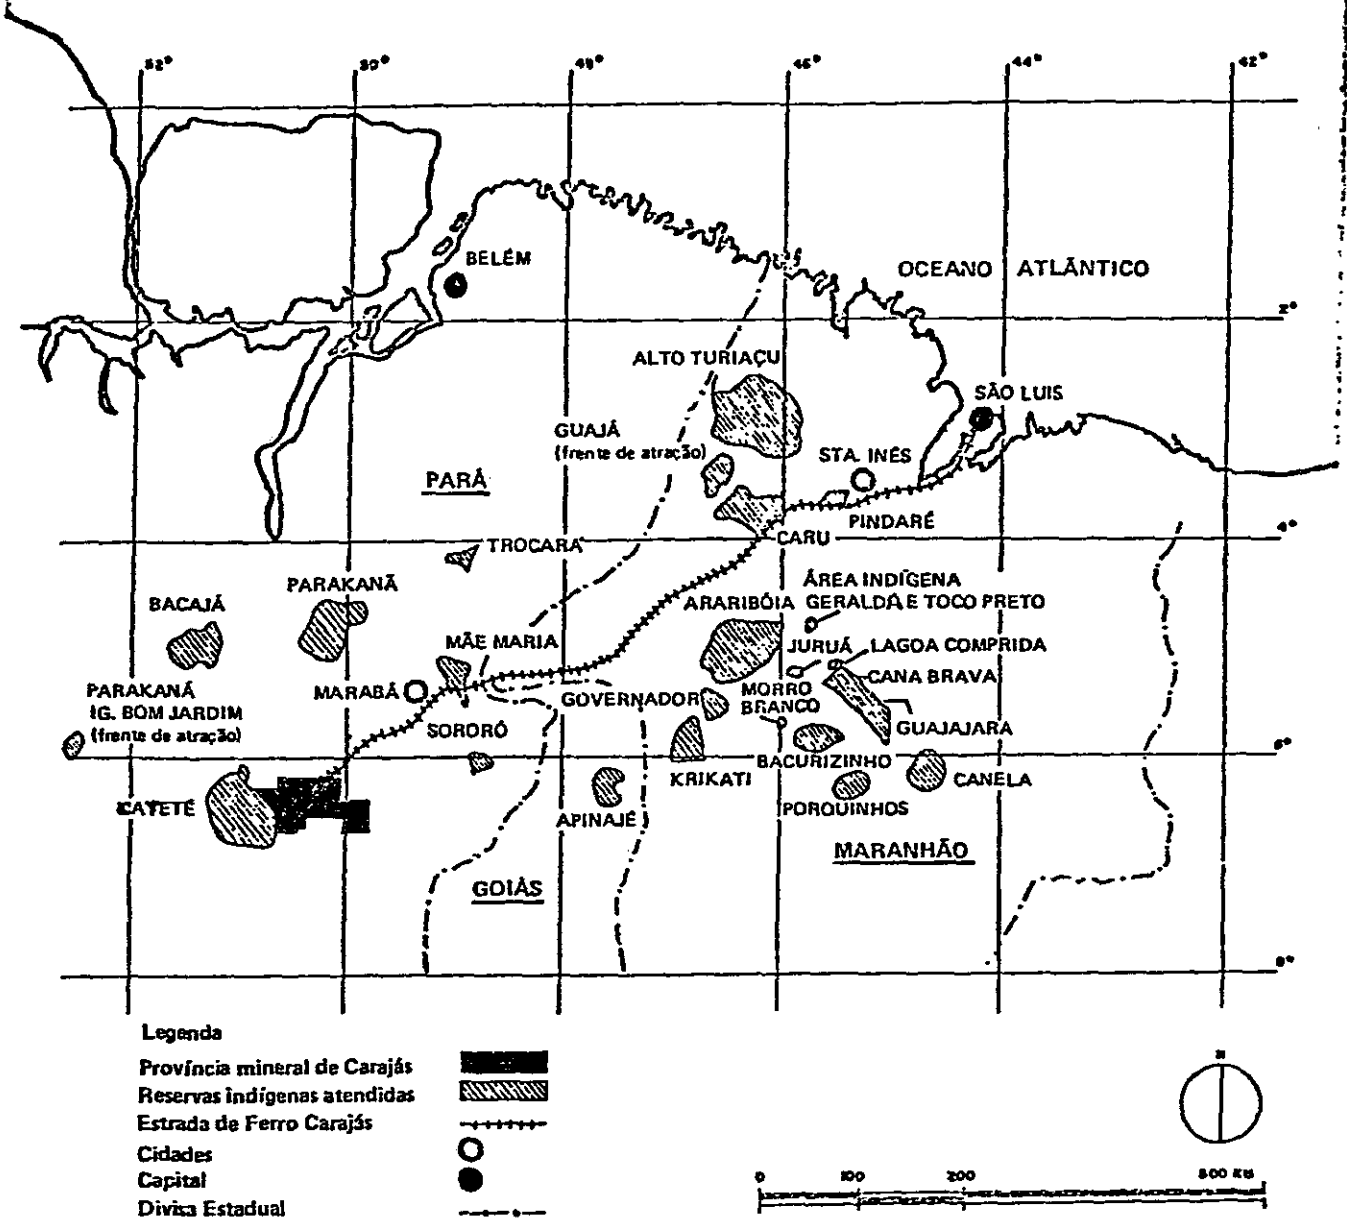 52° 50° 48° 46° 44° 42°
BELÉM
OCEANO ATLÂNTICO
2°
ALTO TURIAÇU
SÃO LUIS
GUAJÁ
(frente de atração)
STA. INÉS
PARÁ
PINDARÉ
4°
CARU
TROCARA
ÁREA INDÍGENA
GERALDA E TOCO PRETO
PARAKANÃ
BACAJÁ
ARARIBÓIA
MÃE MARIA
JURUÁ
LAGOA COMPRIDA
CANA BRAVA
PARAKANÁ
IG. BOM JARDIM
(frente de atração)
MARABÁ
GOVERNADOR
MORRO
BRANCO
SORORÓ
GUAJAJARA
6°
BACURIZINHO
KRIKATI
CANELA
CATETÉ
APINAJÉ
PORQUINHOS
MARANHÃO
GOIÁS
8°
Legenda
Província mineral de Carajás
Reservas indígenas atendidas
Estrada de Ferro Carajás
Cidades
Capital
Divisa Estadual
N
0 100 200 500 KM